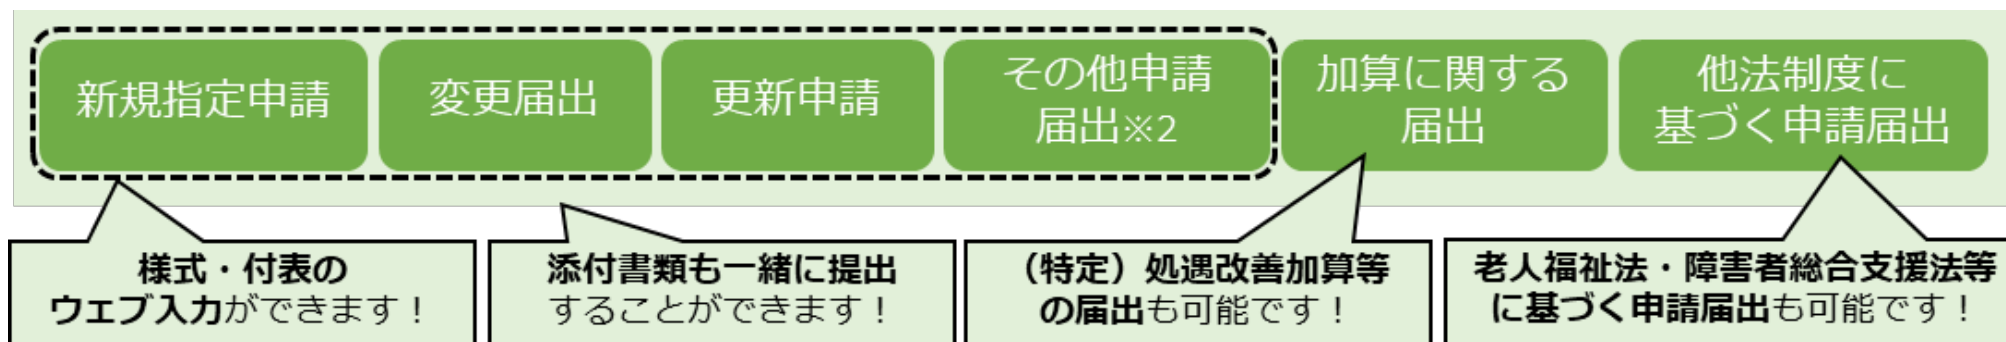 新規指定申請
変更届出
更新申請
その他申請
届出※2
加算に関する
届出
他法制度に
基づく申請届出
様式・付表の
ウェブ入力ができます！
添付書類も一緒に提出
することができます！
（特定）処遇改善加算等
の届出も可能です！
老人福祉法・障害者総合支援法等
に基づく申請届出も可能です！